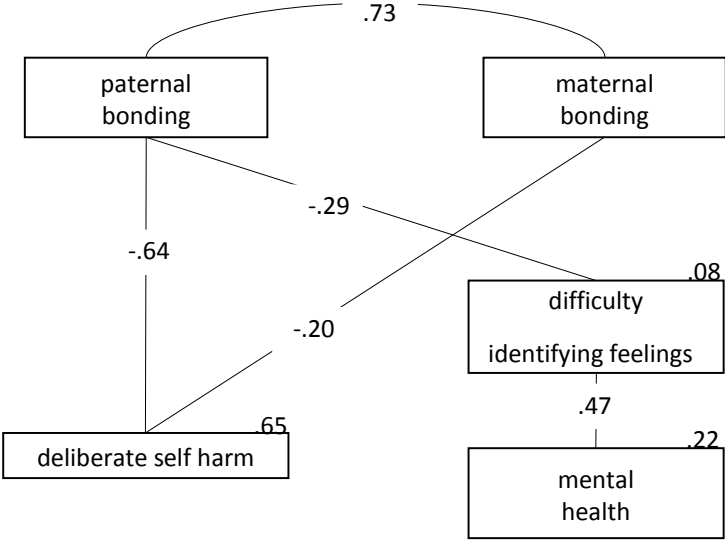 .73
paternal
bonding
maternal
bonding
-.29
-.64
.08
difficulty
identifying feelings
-.20
.47
.65
deliberate self harm
.22
mental
health